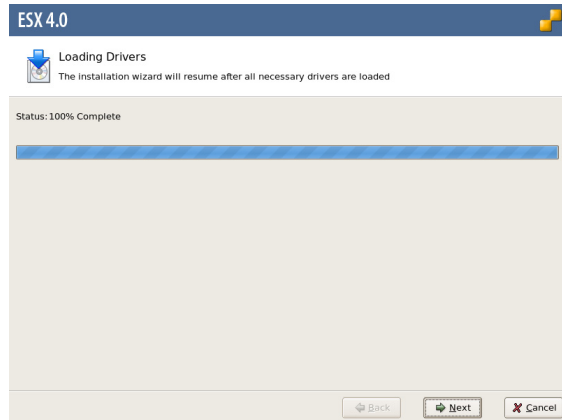 ESX 4.0
Loading Drivers
The installation wizard will resume after all necessary drivers are loaded
Status:100% Complete
Back
Next
Cancel